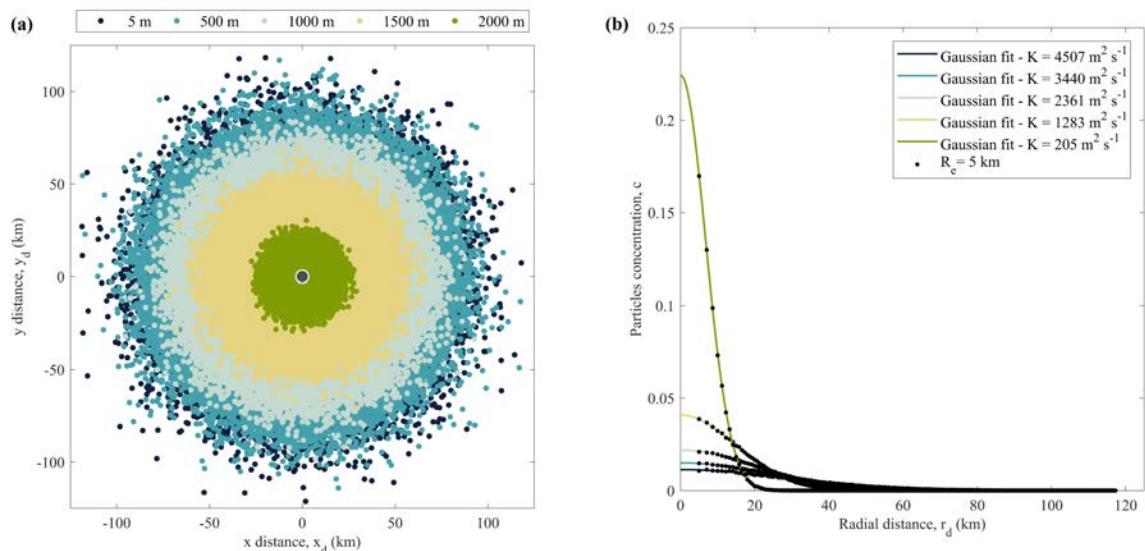 (a)
5 m 500 m 1000 m 1500 m 2000 m
100
50
0
-50
-100
y distance, y_d (km)
-100 -50 0 50 100
x distance, x_d (km)
(b)
0.25
0.2
0.15
0.1
0.05
0
Particles concentration, c
Gaussian fit - K = 4507 m² s⁻¹
Gaussian fit - K = 3440 m² s⁻¹
Gaussian fit - K = 2361 m² s⁻¹
Gaussian fit - K = 1283 m² s⁻¹
Gaussian fit - K = 205 m² s⁻¹
R_e = 5 km
0 20 40 60 80 100 120
Radial distance, r_d (km)